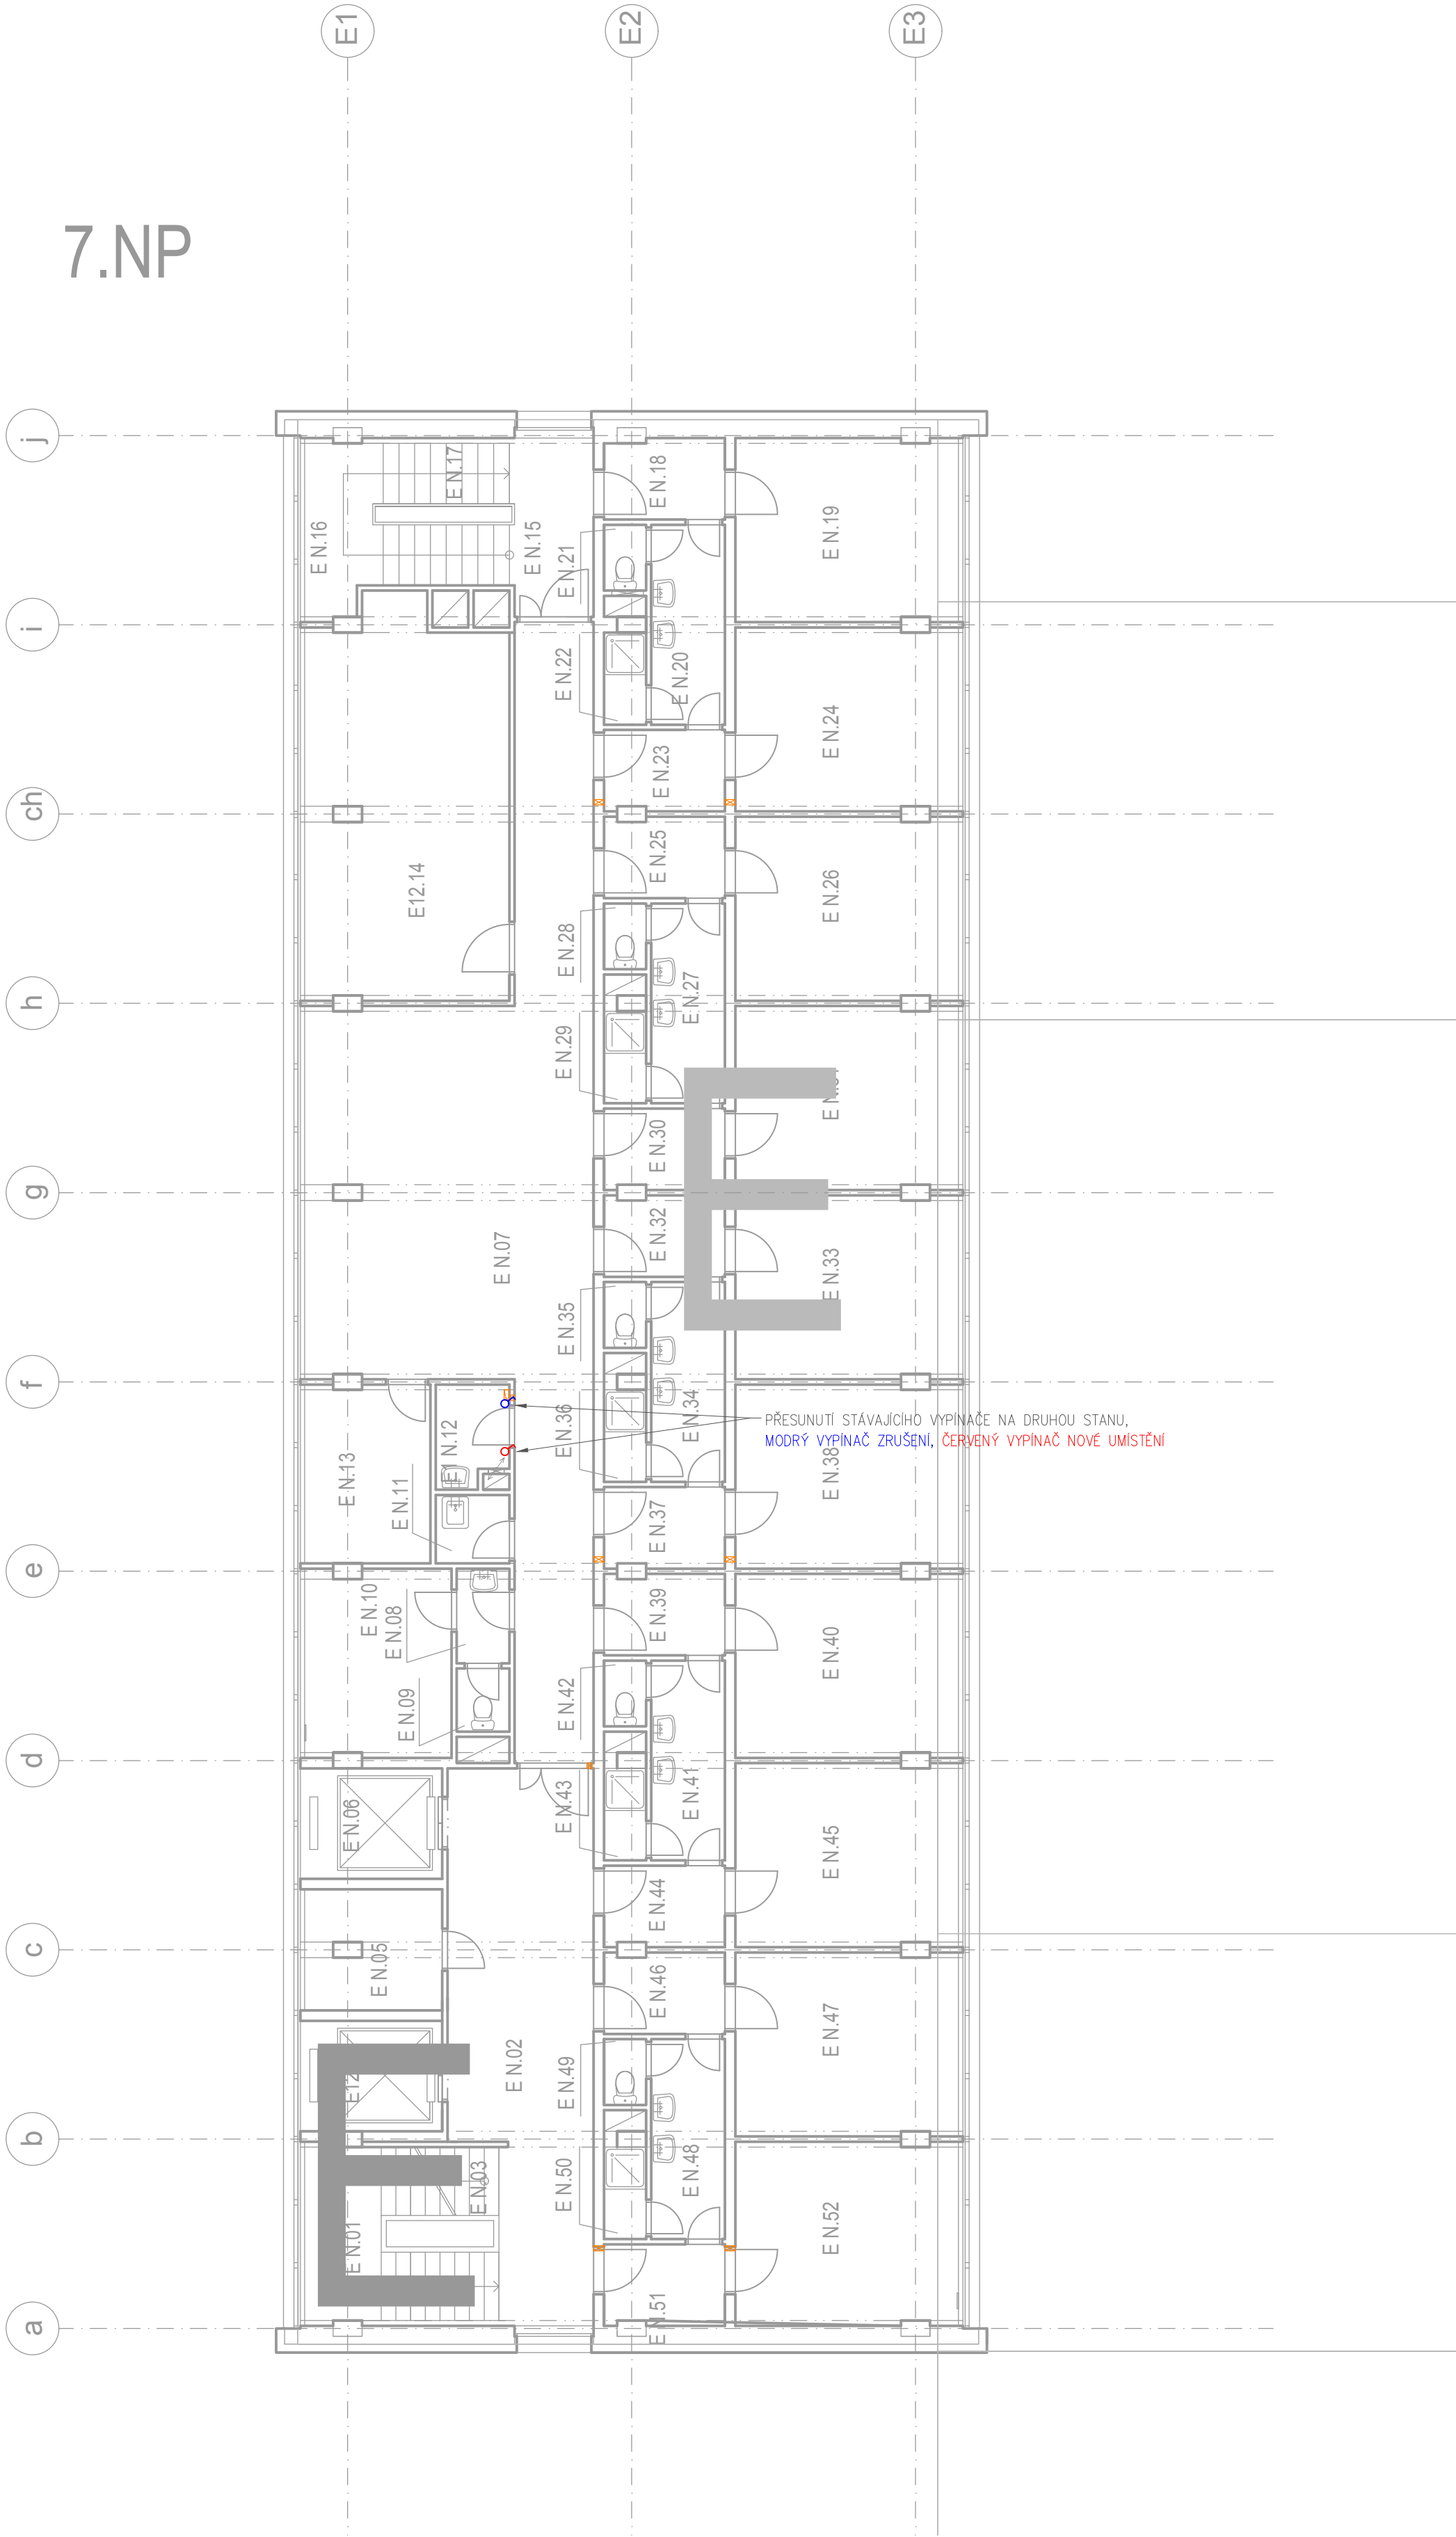 E1
E2
E3
7.NP
j
i
ch
h
g
f
e
d
c
b
a
E N.16
E N.17
E N.15
E N.18
E N.19
E N.21
E N.22
E N.20
E N.23
E N.24
E12.14
E N.25
E N.26
E N.28
E N.27
E N.29
E N.30
E N.07
E N.32
E N.33
E N.35
E N.36
E N.34
E N.13
E N.11
PŘESUNUTÍ STÁVAJÍCÍHO VYPÍNAČE NA DRUHOU STANU,
MODRÝ VYPÍNAČ ZRUŠENÍ, ČERVENÝ VYPÍNAČ NOVÉ UMÍSTĚNÍ
E N.38
E N.37
E N.10
E N.08
E N.09
E N.39
E N.40
E N.42
E N.41
E N.43
E N.06
E N.45
E N.44
E N.05
E N.46
E N.47
E N.02
E N.49
E N.03
E N.50
E N.48
E N.01
E N.52
E
E